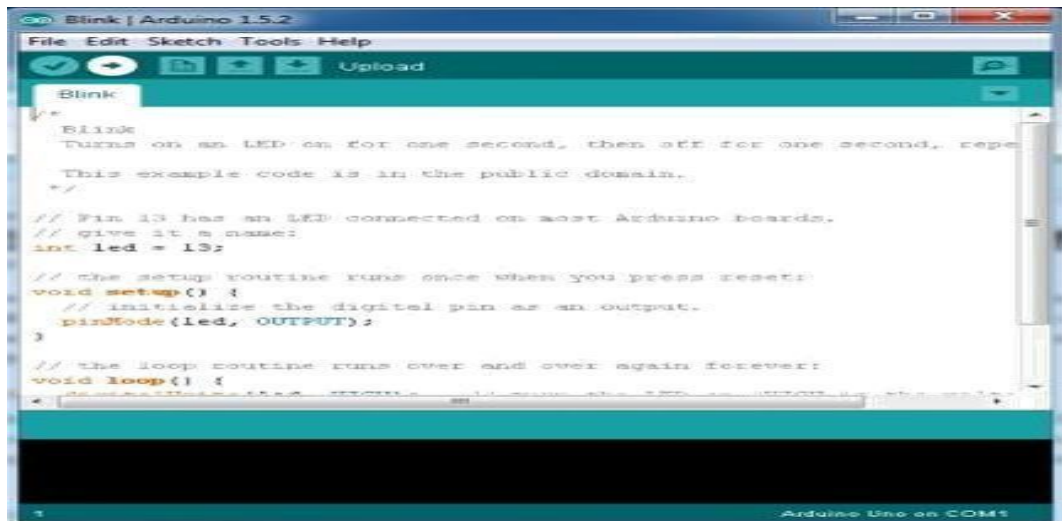 Blink | Arduino 1.5.2
File Edit Sketch Tools Help
Upload
Blink
/*
Blink
Turns on an LED on for one second, then off for one second, repe
This example code is in the public domain.
*/
// Pin 13 has an LED connected on most Arduino boards.
// give it a name:
int led = 13;
// the setup routine runs once when you press reset:
void setup() {
// initialize the digital pin as an output.
pinMode(led, OUTPUT);
}
// the loop routine runs over and over again forever:
void loop() {
1
Arduino Uno on COM1